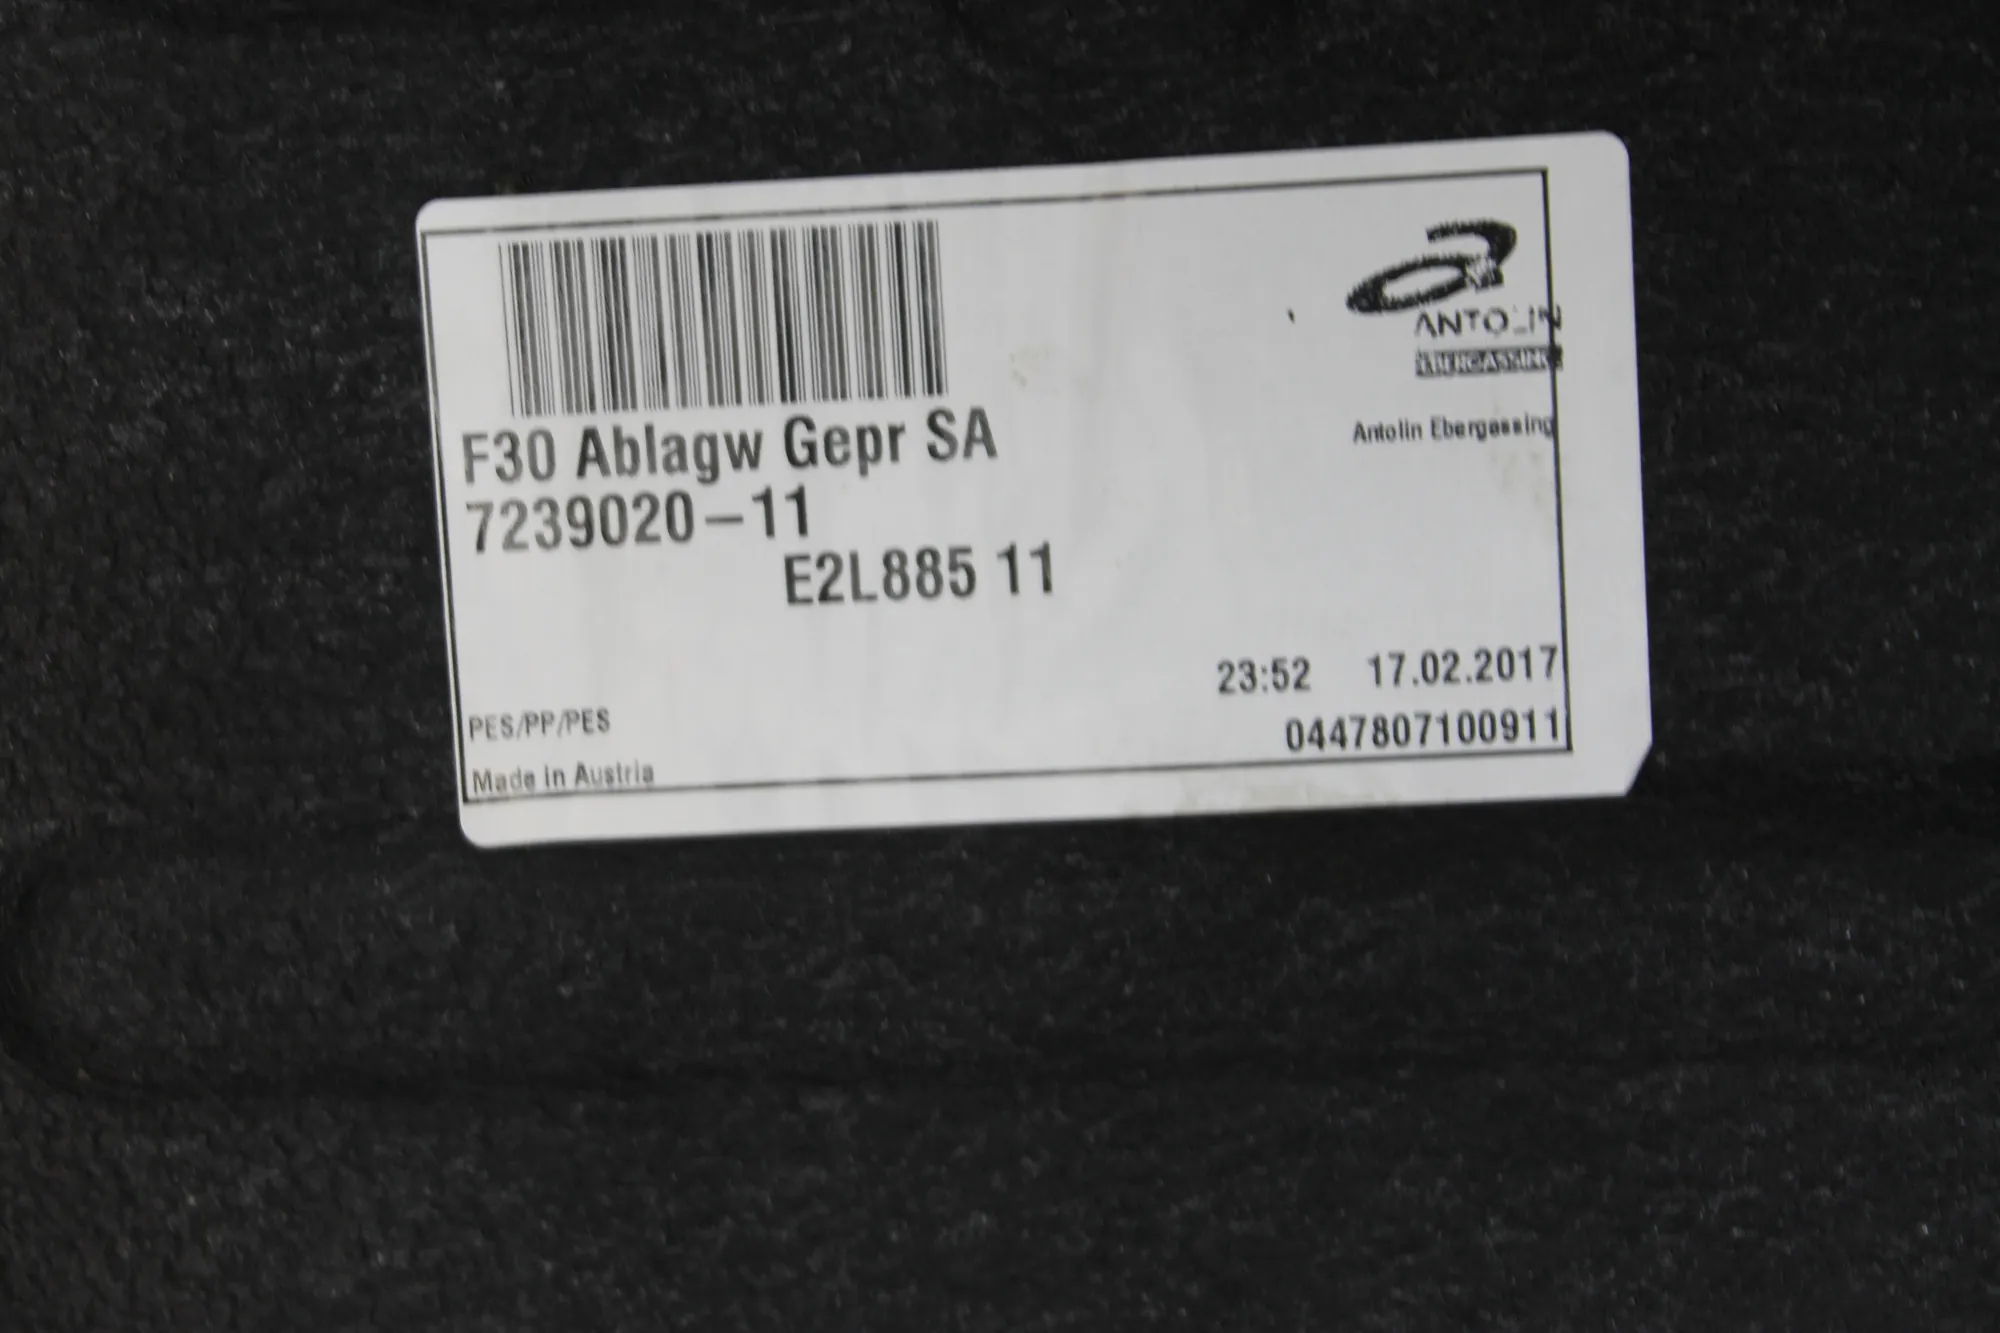 F30 Ablagw Gepr SA
7239020-11
E2L885 11
ANTOLIN
EBERGASSING
Antolin Ebergassing
23:52 17.02.2017
0447807100911
PES/PP/PES
Made in Austria